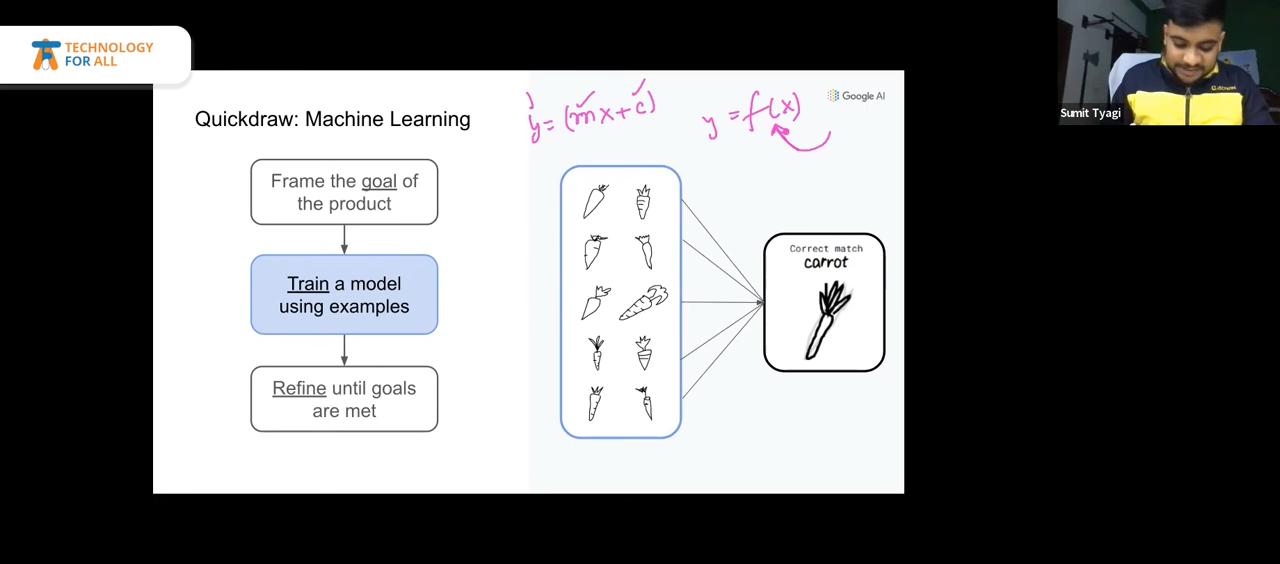 TECHNOLOGY
FOR ALL
Sumit Tyagi
Quickdraw: Machine Learning
y = (mx+c)
y = f(x)
Google AI
Frame the goal of
the product
Train a model
using examples
Refine until goals
are met
Correct match
carrot